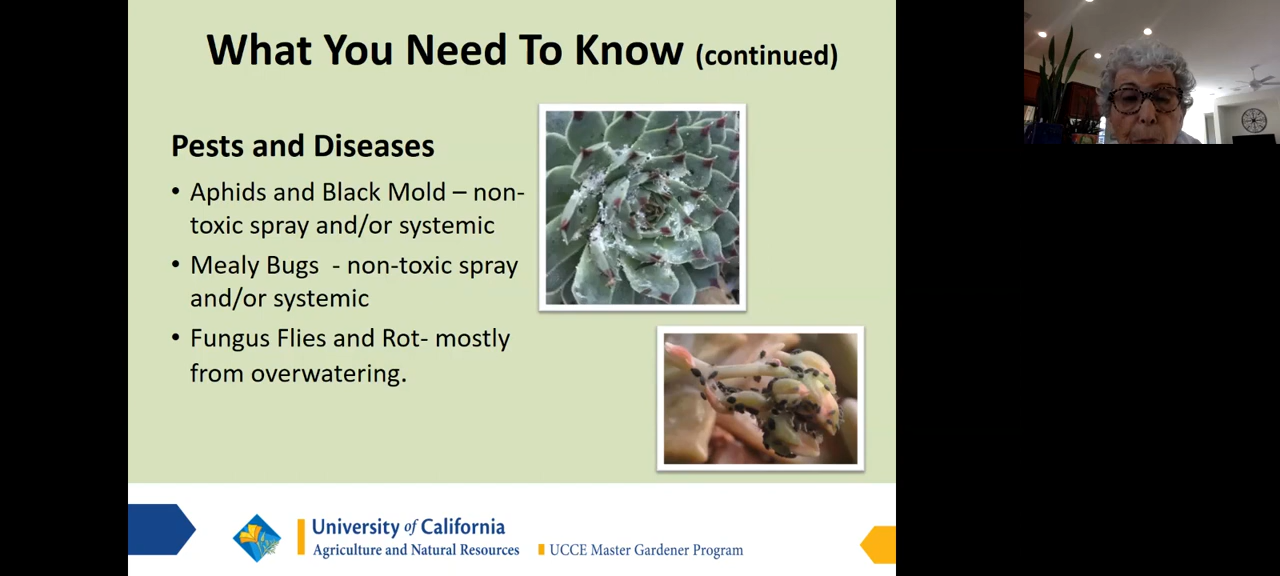 What You Need To Know (continued)
Pests and Diseases
• Aphids and Black Mold – non-
toxic spray and/or systemic
• Mealy Bugs  - non-toxic spray
and/or systemic
• Fungus Flies and Rot- mostly
from overwatering.
University of California
Agriculture and Natural Resources
UCCE Master Gardener Program